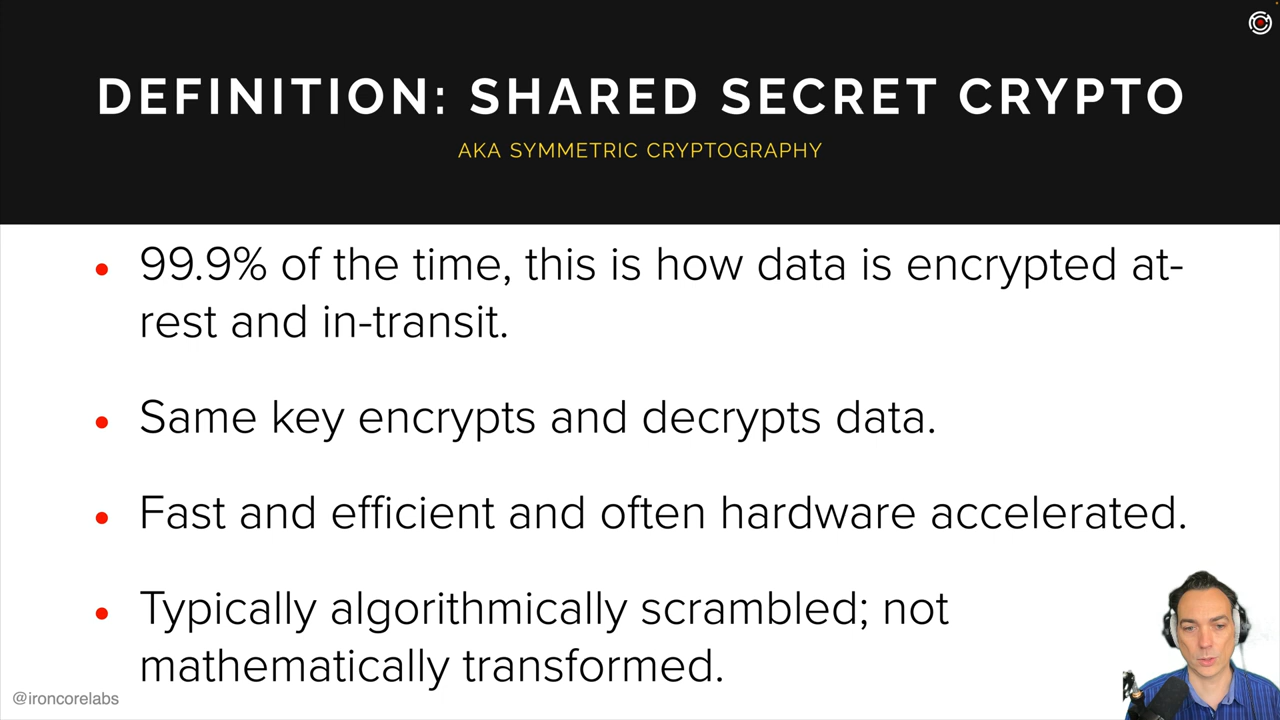 DEFINITION: SHARED SECRET CRYPTO
AKA SYMMETRIC CRYPTOGRAPHY
• 99.9% of the time, this is how data is encrypted at-
rest and in-transit.
• Same key encrypts and decrypts data.
• Fast and efficient and often hardware accelerated.
• Typically algorithmically scrambled; not
mathematically transformed.
@ironcorelabs